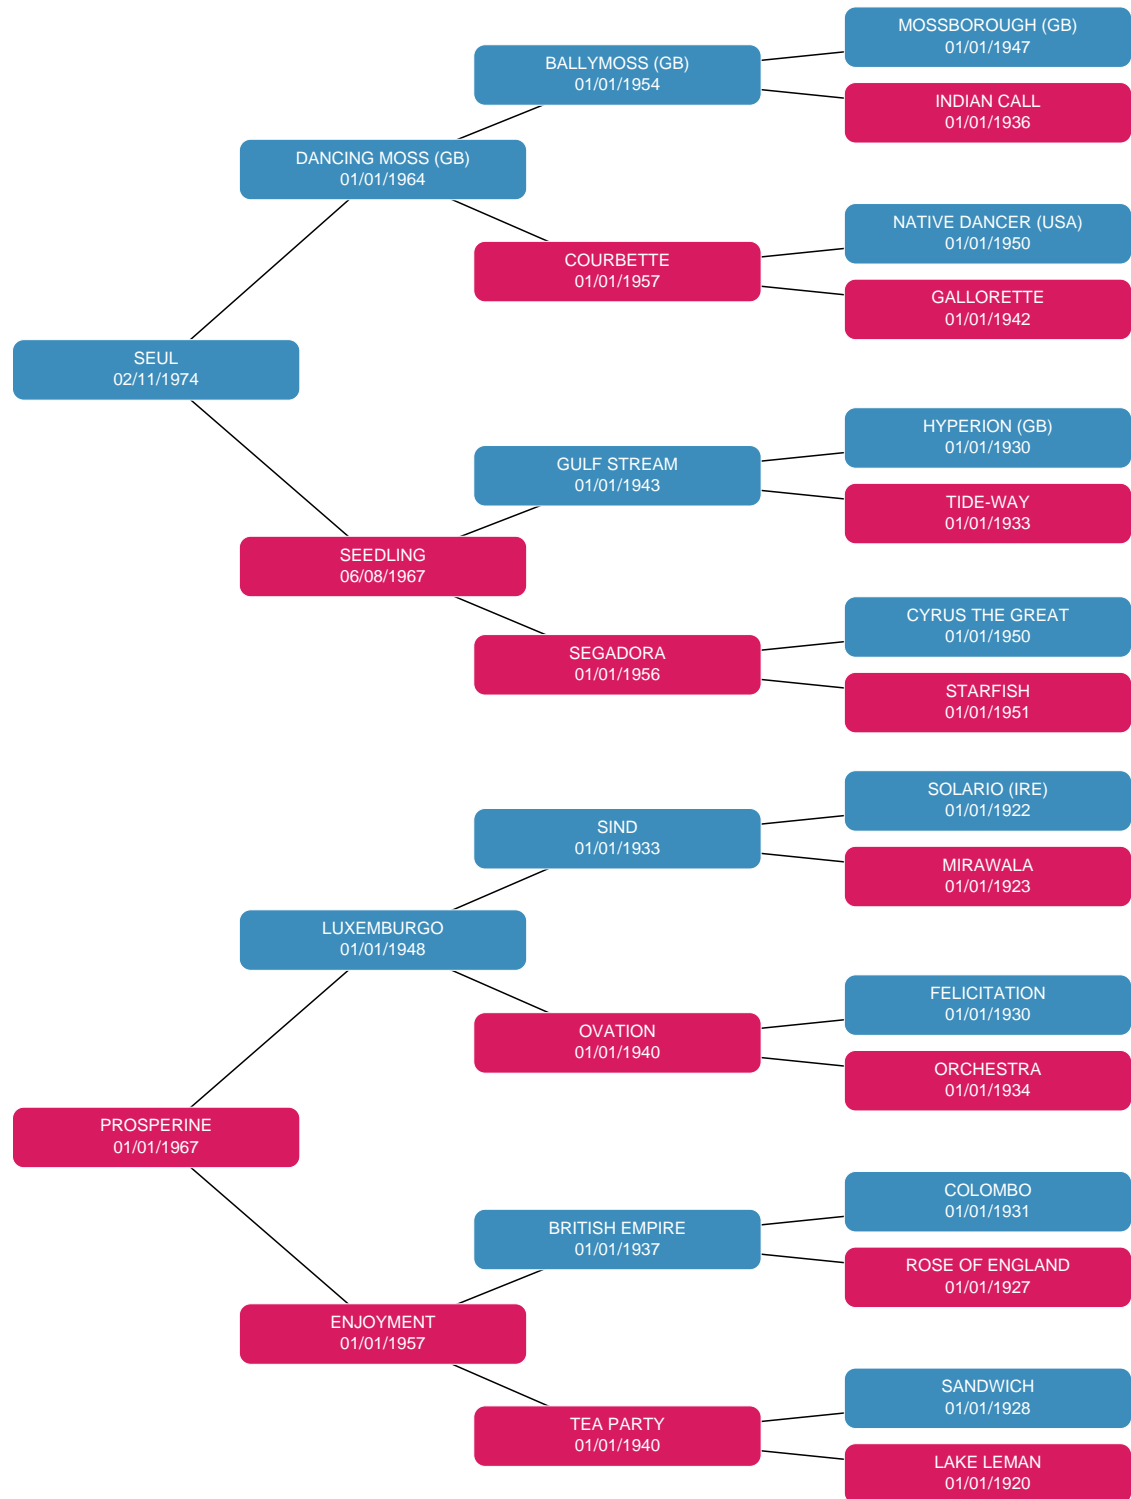 MOSSBOROUGH (GB)
01/01/1947
BALLYMOSS (GB)
01/01/1954
INDIAN CALL
01/01/1936
DANCING MOSS (GB)
01/01/1964
NATIVE DANCER (USA)
01/01/1950
COURBETTE
01/01/1957
GALLORETTE
01/01/1942
SEUL
02/11/1974
HYPERION (GB)
01/01/1930
GULF STREAM
01/01/1943
TIDE-WAY
01/01/1933
SEEDLING
06/08/1967
CYRUS THE GREAT
01/01/1950
SEGADORA
01/01/1956
STARFISH
01/01/1951
SOLARIO (IRE)
01/01/1922
SIND
01/01/1933
MIRAWALA
01/01/1923
LUXEMBURGO
01/01/1948
FELICITATION
01/01/1930
OVATION
01/01/1940
ORCHESTRA
01/01/1934
PROSPERINE
01/01/1967
COLOMBO
01/01/1931
BRITISH EMPIRE
01/01/1937
ROSE OF ENGLAND
01/01/1927
ENJOYMENT
01/01/1957
SANDWICH
01/01/1928
TEA PARTY
01/01/1940
LAKE LEMAN
01/01/1920